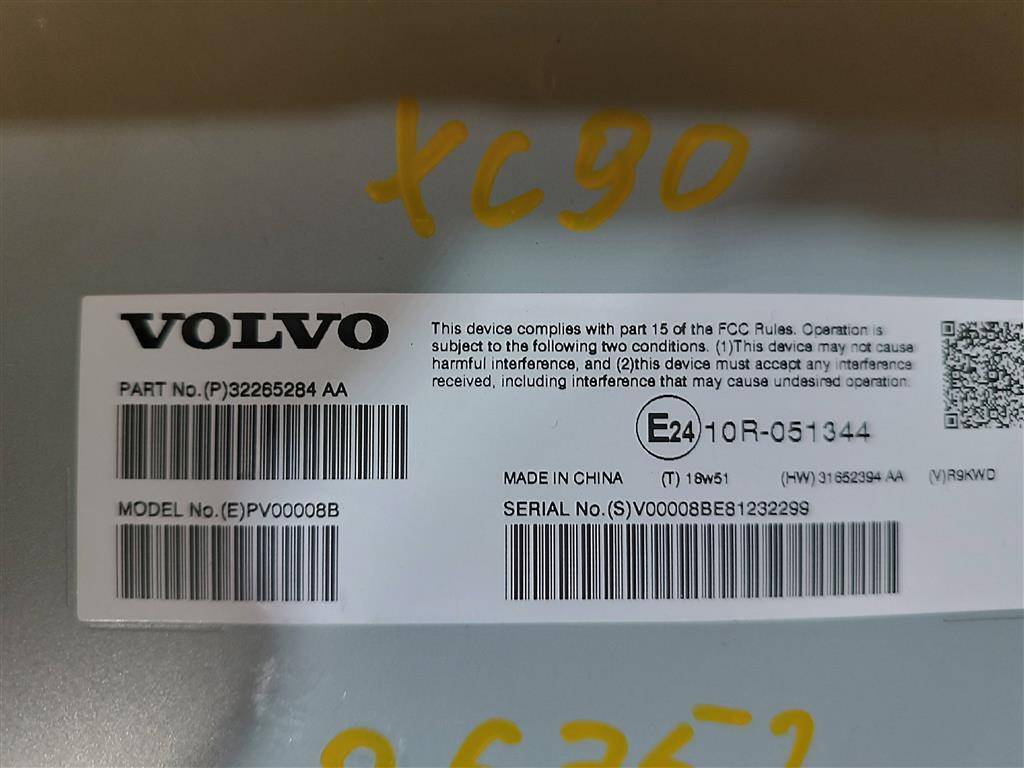 XC90
VOLVO
PART No.(P)32265284 AA
This device complies with part 15 of the FCC Rules. Operation is
subject to the following two conditions. (1)This device may not cause
harmful interference, and (2)this device must accept any interference
received, including interference that may cause undesired operation.
E24 10R-051344
MADE IN CHINA (T) 18w51 (HW) 31652394 AA (V)R9KWD
MODEL No.(E)PV00008B
SERIAL No.(S)V00008BE81232299